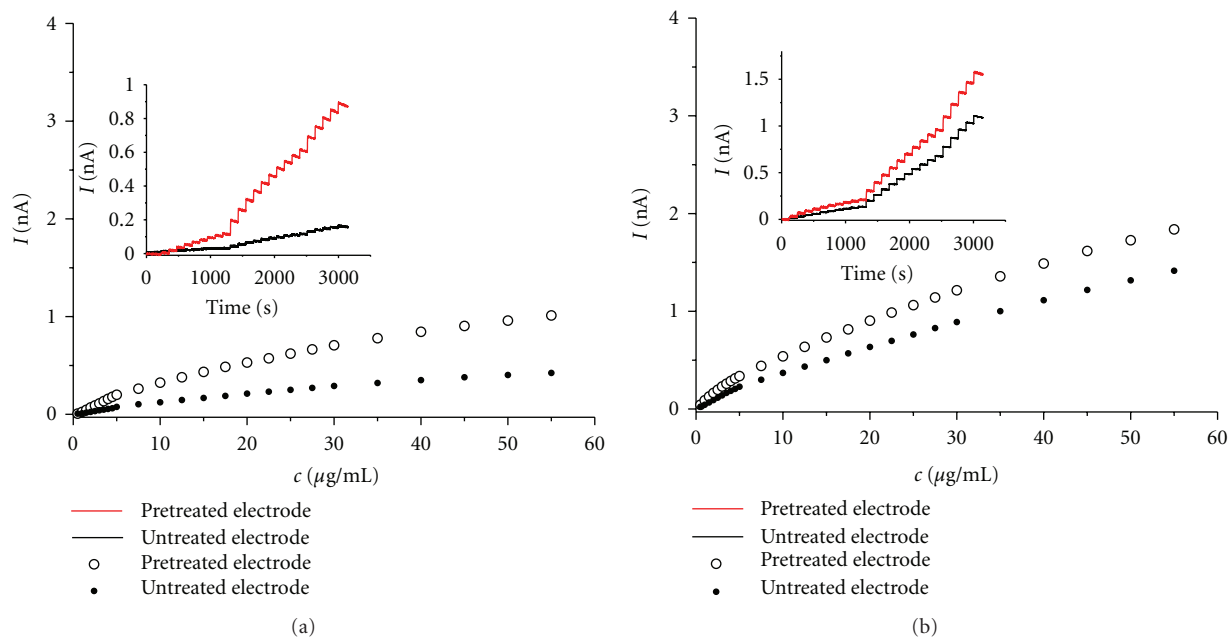 4
3
2
1
0
I (nA)
0
10
20
30
40
50
60
c (μg/mL)
1
0.8
0.6
0.4
0.2
0
I (nA)
0
1000
2000
3000
Time (s)
Pretreated electrode
Untreated electrode
Pretreated electrode
Untreated electrode
(a)
4
3
2
1
0
I (nA)
0
10
20
30
40
50
60
c (μg/mL)
1.5
1
0.5
0
I (nA)
0
1000
2000
3000
Time (s)
Pretreated electrode
Untreated electrode
Pretreated electrode
Untreated electrode
(b)